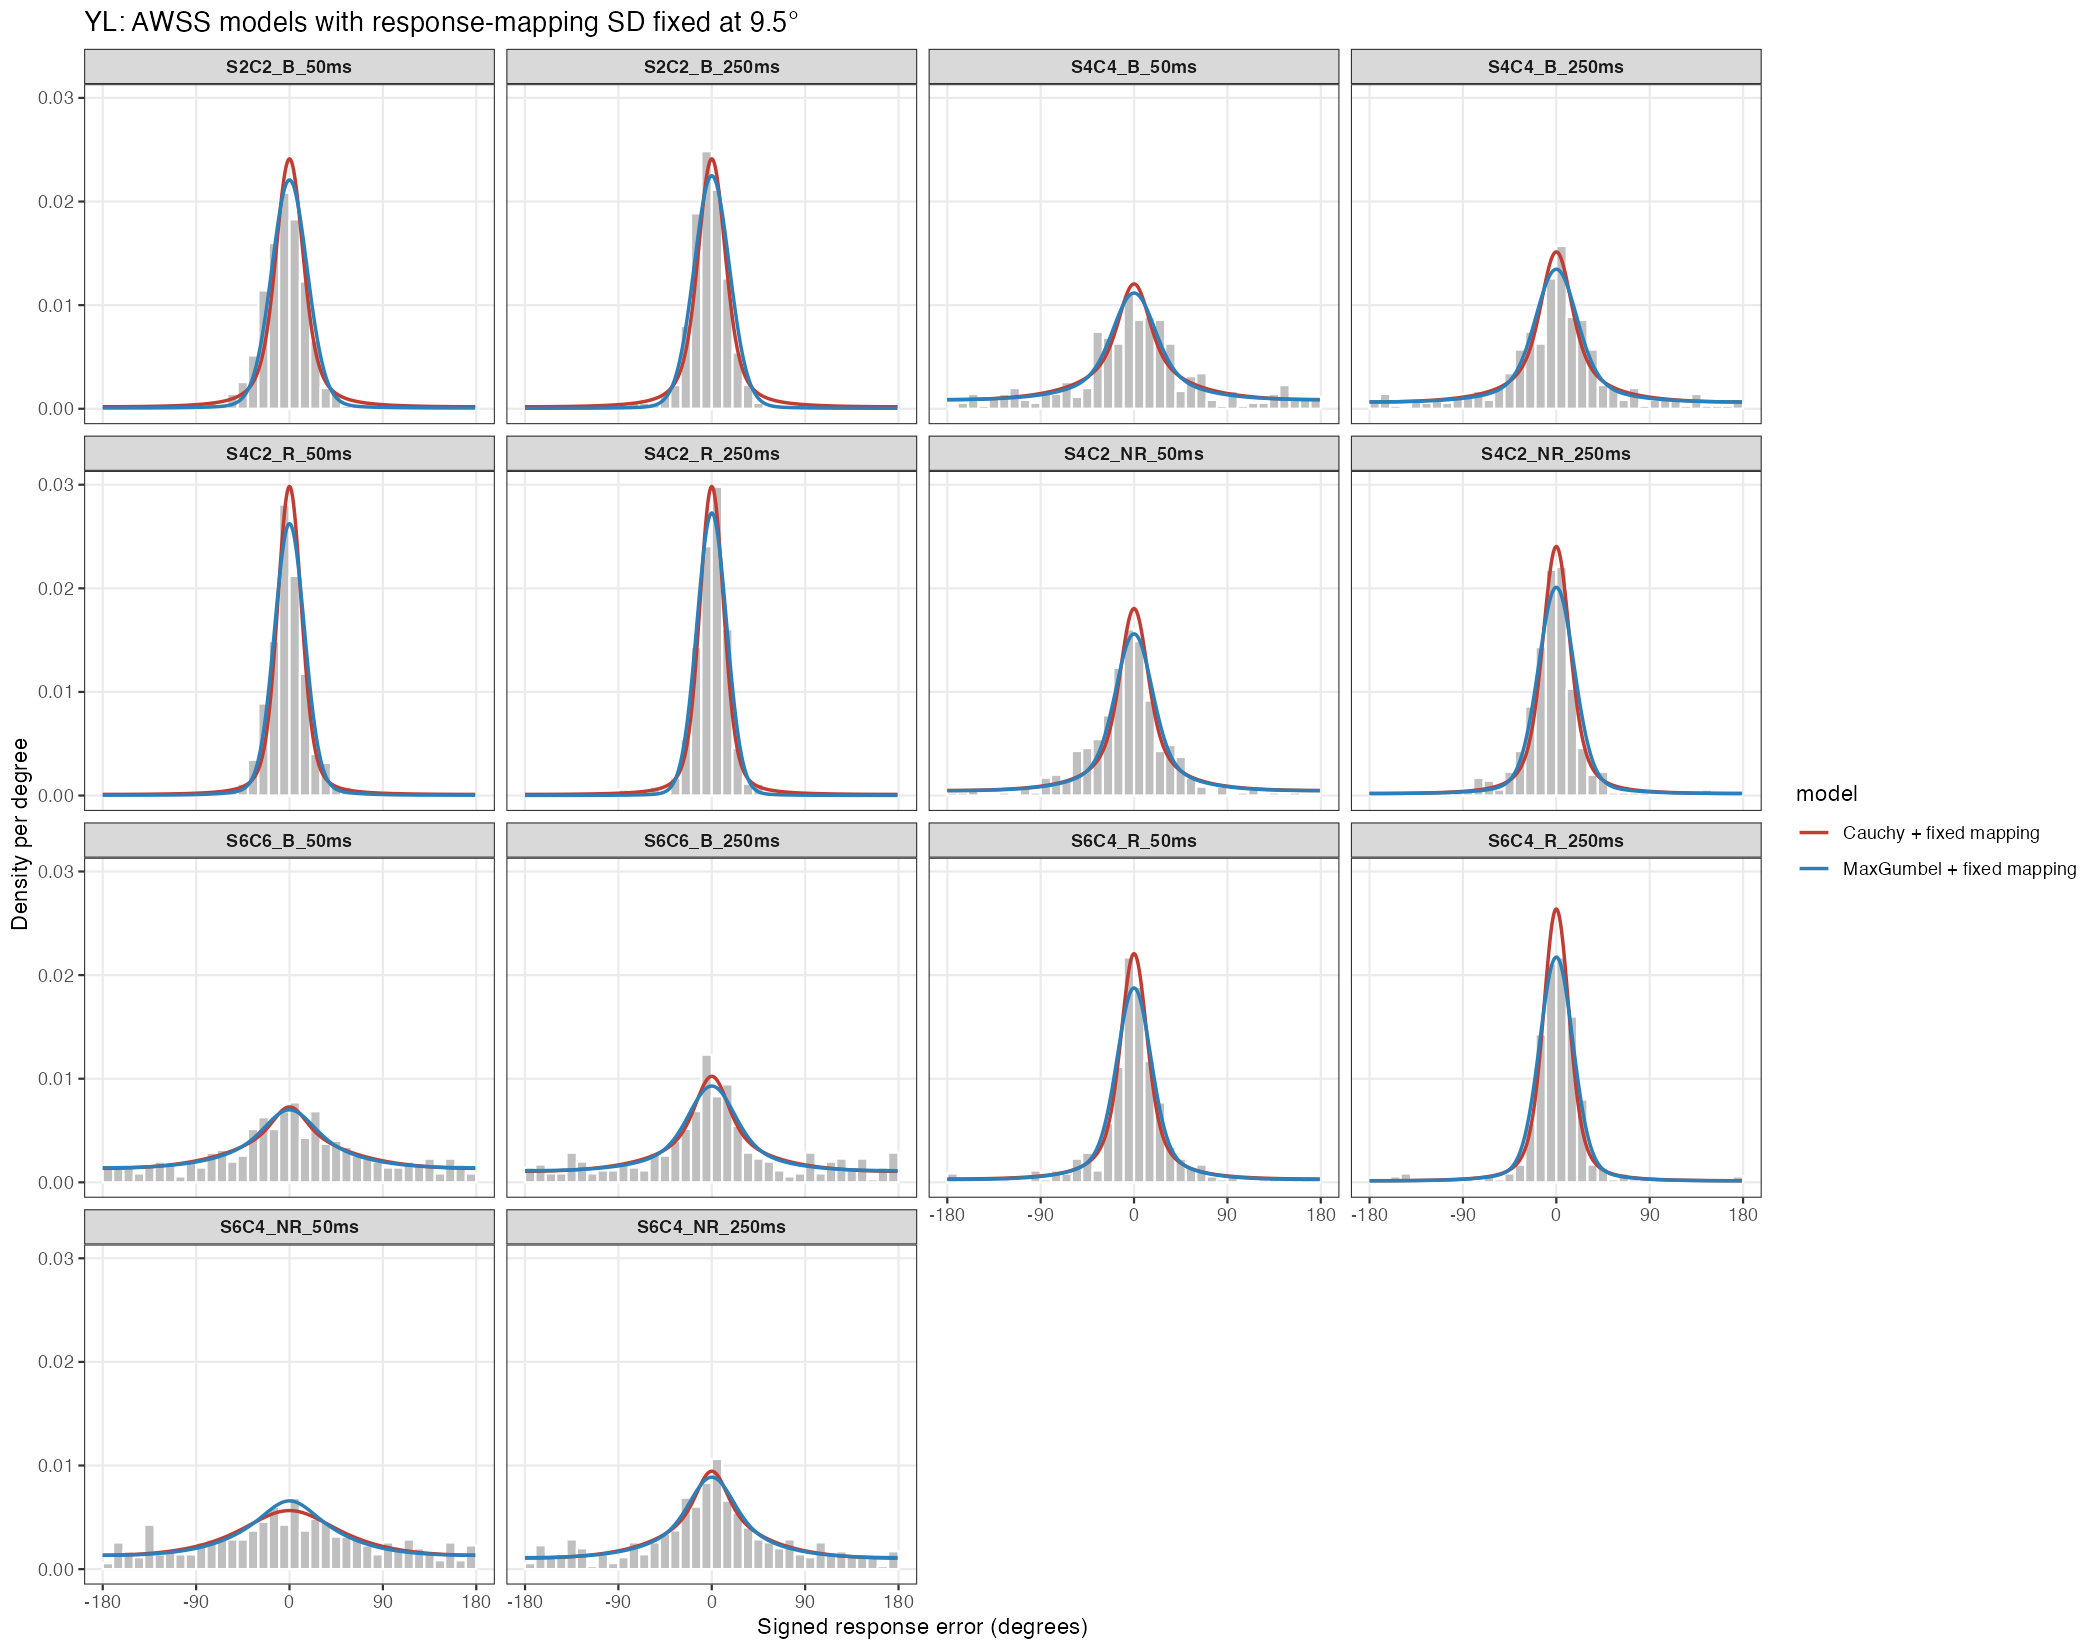 YL: AWSS models with response-mapping SD fixed at 9.5°
S2C2_B_50ms
S2C2_B_250ms
S4C4_B_50ms
S4C4_B_250ms
0.03
0.02
0.01
0.00
S4C2_R_50ms
S4C2_R_250ms
S4C2_NR_50ms
S4C2_NR_250ms
0.03
0.02
0.01
0.00
Density per degree
S6C6_B_50ms
S6C6_B_250ms
S6C4_R_50ms
S6C4_R_250ms
0.03
0.02
0.01
0.00
-180 -90 0 90 180
-180 -90 0 90 180
S6C4_NR_50ms
S6C4_NR_250ms
0.03
0.02
0.01
0.00
-180 -90 0 90 180
-180 -90 0 90 180
Signed response error (degrees)
model
Cauchy + fixed mapping
MaxGumbel + fixed mapping